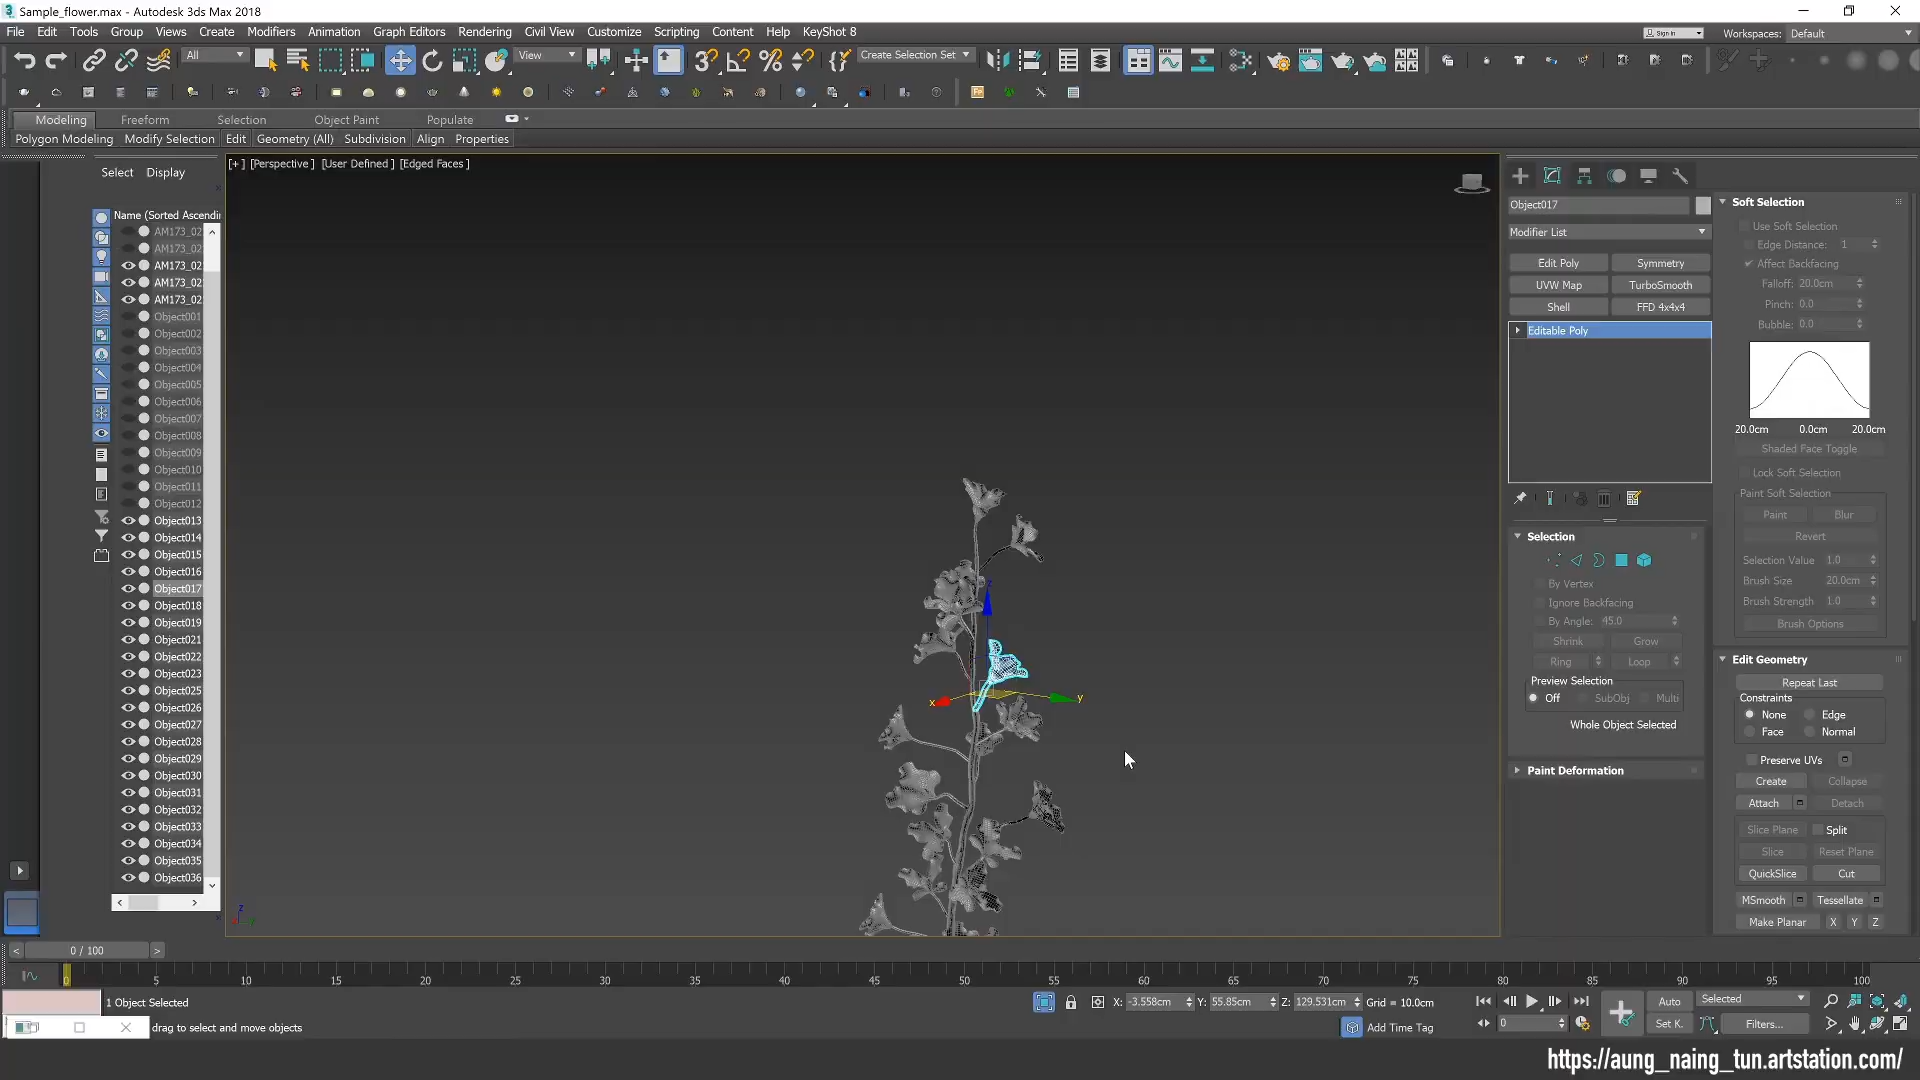 Sample_flower.max - Autodesk 3ds Max 2018
File Edit Tools Group Views Create Modifiers Animation Graph Editors Rendering Civil View Customize Scripting Content Help KeyShot 8
Sign In
Workspaces: Default
All
View
Create Selection Set
Modeling Freeform Selection Object Paint Populate
Polygon Modeling Modify Selection Edit Geometry (All) Subdivision Align Properties
Select Display
[+] [Perspective] [User Defined] [Edged Faces]
Name (Sorted Ascendi
AM173_02
AM173_02
AM173_02
AM173_02
AM173_02
Object001
Object002
Object003
Object004
Object005
Object006
Object007
Object008
Object009
Object010
Object011
Object012
Object013
Object014
Object015
Object016
Object017
Object018
Object019
Object021
Object022
Object023
Object025
Object026
Object027
Object028
Object029
Object030
Object031
Object032
Object033
Object034
Object035
Object036
z
x
y
z
Object017
Modifier List
Edit Poly Symmetry
UVW Map TurboSmooth
Shell FFD 4x4x4
Editable Poly
Selection
By Vertex
Ignore Backfacing
By Angle: 45.0
Shrink Grow
Ring Loop
Preview Selection
Off SubObj Multi
Whole Object Selected
Paint Deformation
Soft Selection
Use Soft Selection
Edge Distance: 1
Affect Backfacing
Falloff: 20.0cm
Pinch: 0.0
Bubble: 0.0
20.0cm 0.0cm 20.0cm
Shaded Face Toggle
Lock Soft Selection
Paint Soft Selection
Paint Blur
Revert
Selection Value 1.0
Brush Size 20.0cm
Brush Strength 1.0
Brush Options
Edit Geometry
Repeat Last
Constraints
None Edge
Face Normal
Preserve UVs
Create Collapse
Attach Detach
Slice Plane Split
Slice Reset Plane
QuickSlice Cut
MSmooth Tessellate
Make Planar X Y Z
< 0 / 100 >
0 5 10 15 20 25 30 35 40 45 50 55 60 65 70 75 80 85 90 95 100
1 Object Selected
drag to select and move objects
X: -3.558cm Y: 55.85cm Z: 129.531cm Grid = 10.0cm
Add Time Tag
0
Auto Selected
Set K. Filters...
https://aung_naing_tun.artstation.com/